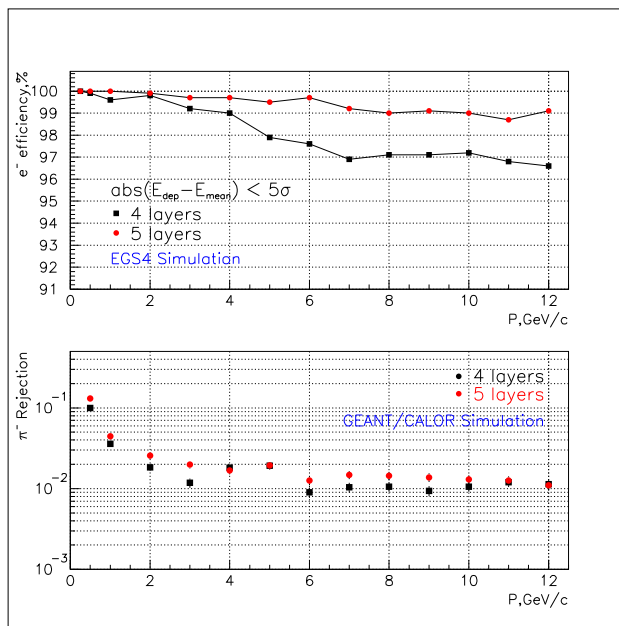 e⁻ efficiency,%
100
99
98
97
96
95
94
93
92
91
abs(E_dep−E_mean) < 5σ
4 layers
5 layers
EGS4 Simulation
0 2 4 6 8 10 12
P,GeV/c
π⁻ Rejection
10⁻¹
10⁻²
10⁻³
4 layers
5 layers
GEANT/CALOR Simulation
0 2 4 6 8 10 12
P,GeV/c